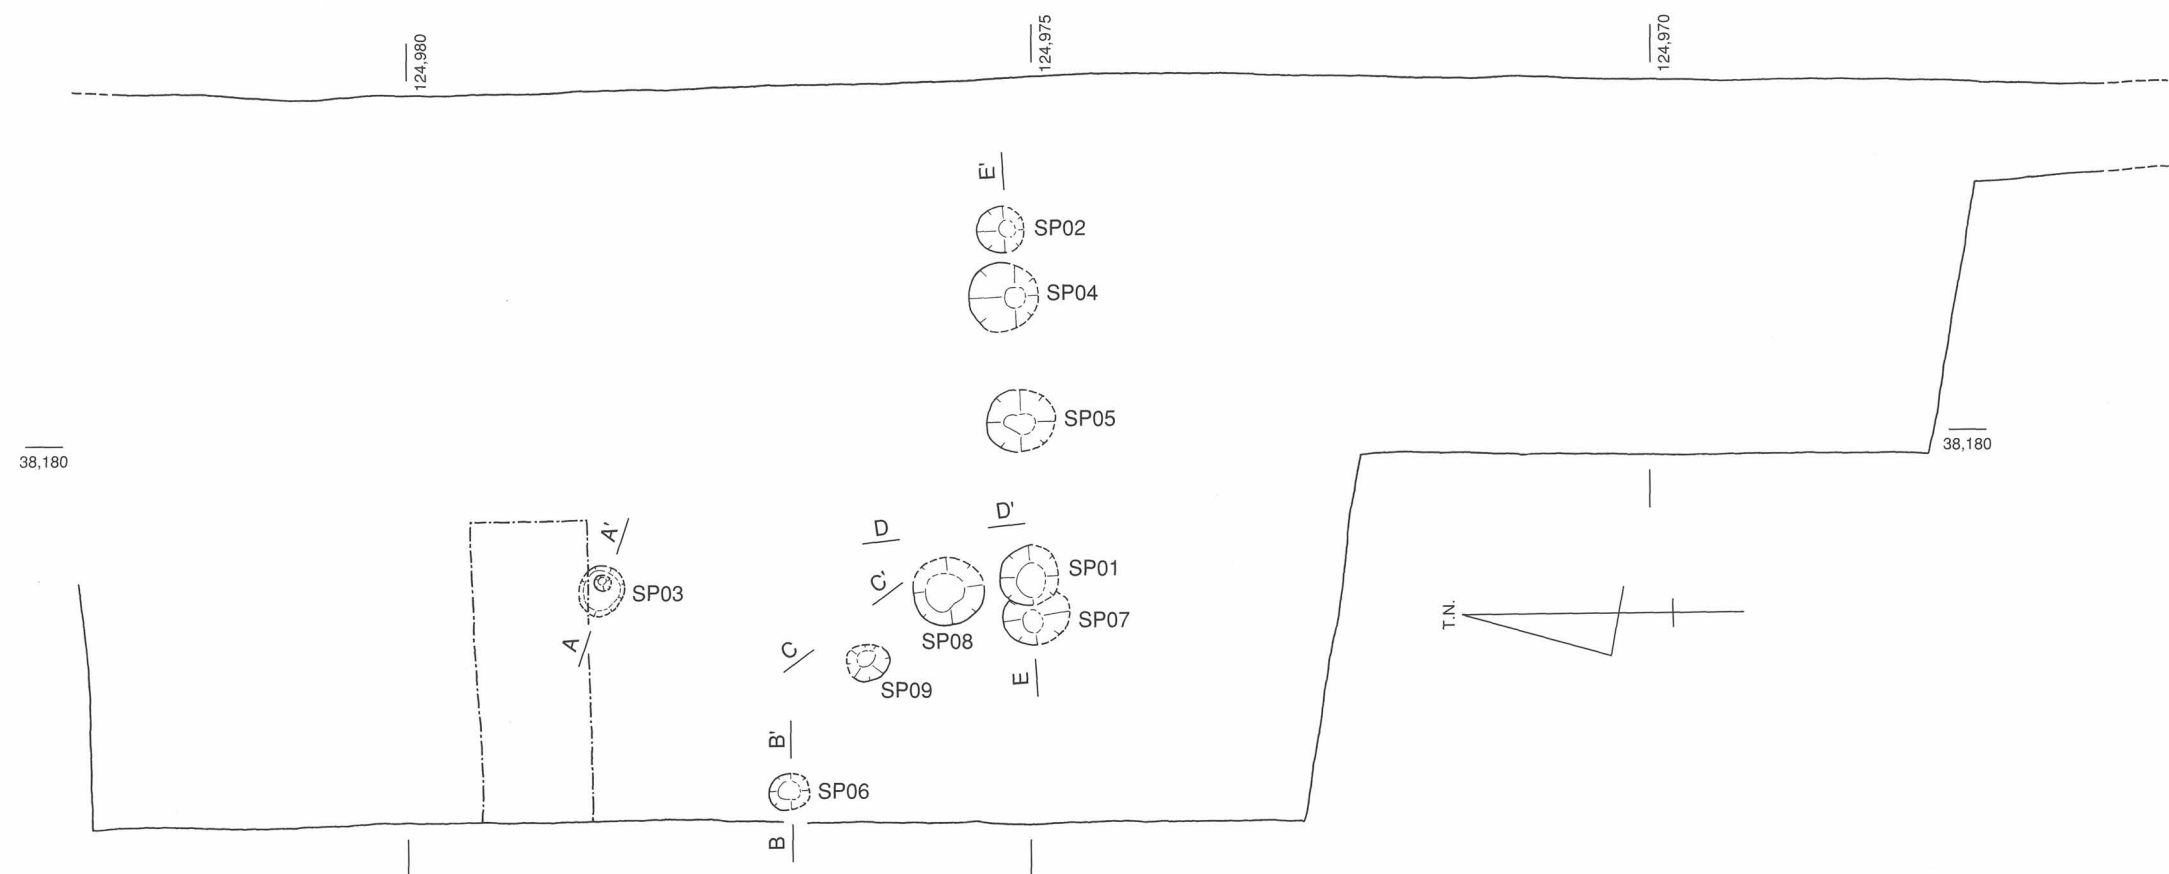 124,980
124,975
124,970
E'
SP02
SP04
SP05
38,180
38,180
A'
D
D'
C'
SP01
SP03
SP07
T.N.
SP08
A
C
SP09
E
B'
SP06
B